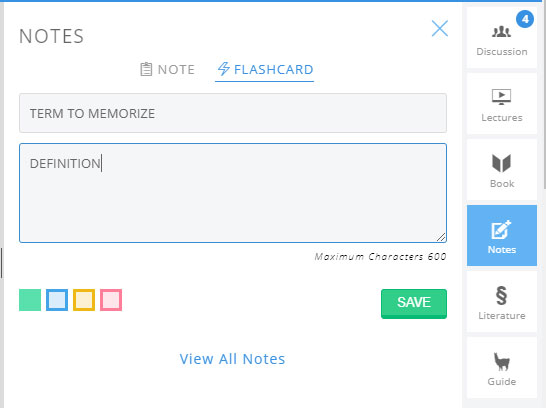 NOTES
NOTE FLASHCARD
TERM TO MEMORIZE
DEFINITION
Maximum Characters 600
SAVE
View All Notes
4
Discussion
Lectures
Book
Notes
§
Literature
Guide